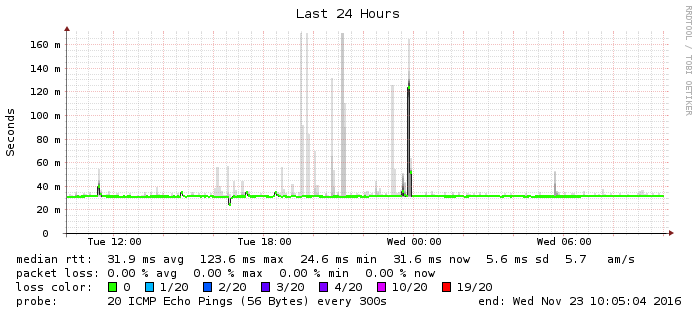 Last 24 Hours
RRDTOOL / TOBI OETIKER
Seconds
160 m
140 m
120 m
100 m
80 m
60 m
40 m
20 m
0
Tue 12:00 Tue 18:00 Wed 00:00 Wed 06:00
median rtt: 31.9 ms avg 123.6 ms max 24.6 ms min 31.6 ms now 5.6 ms sd 5.7 am/s
packet loss: 0.00 % avg 0.00 % max 0.00 % min 0.00 % now
loss color: 0 1/20 2/20 3/20 4/20 10/20 19/20
probe: 20 ICMP Echo Pings (56 Bytes) every 300s end: Wed Nov 23 10:05:04 2016